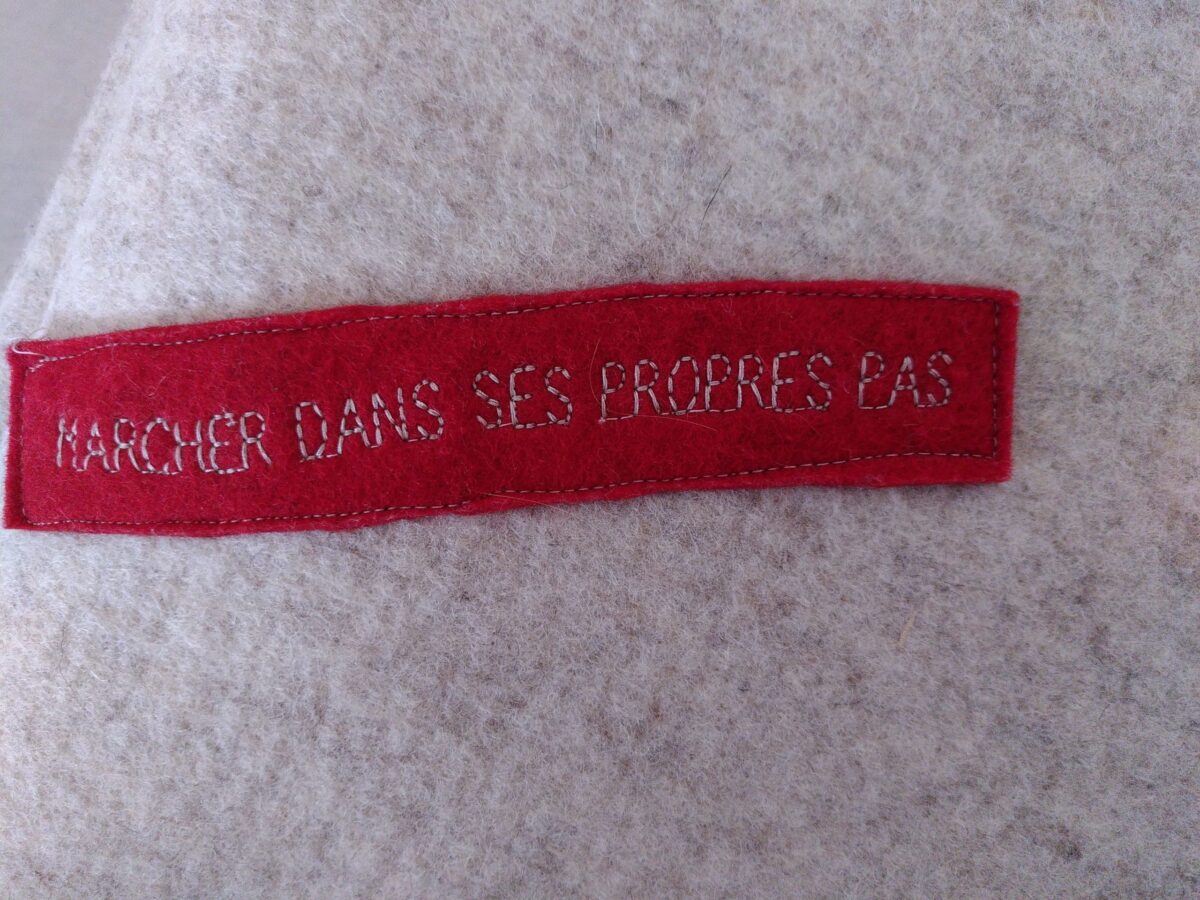 MARCHER DANS SES PROPRES PAS